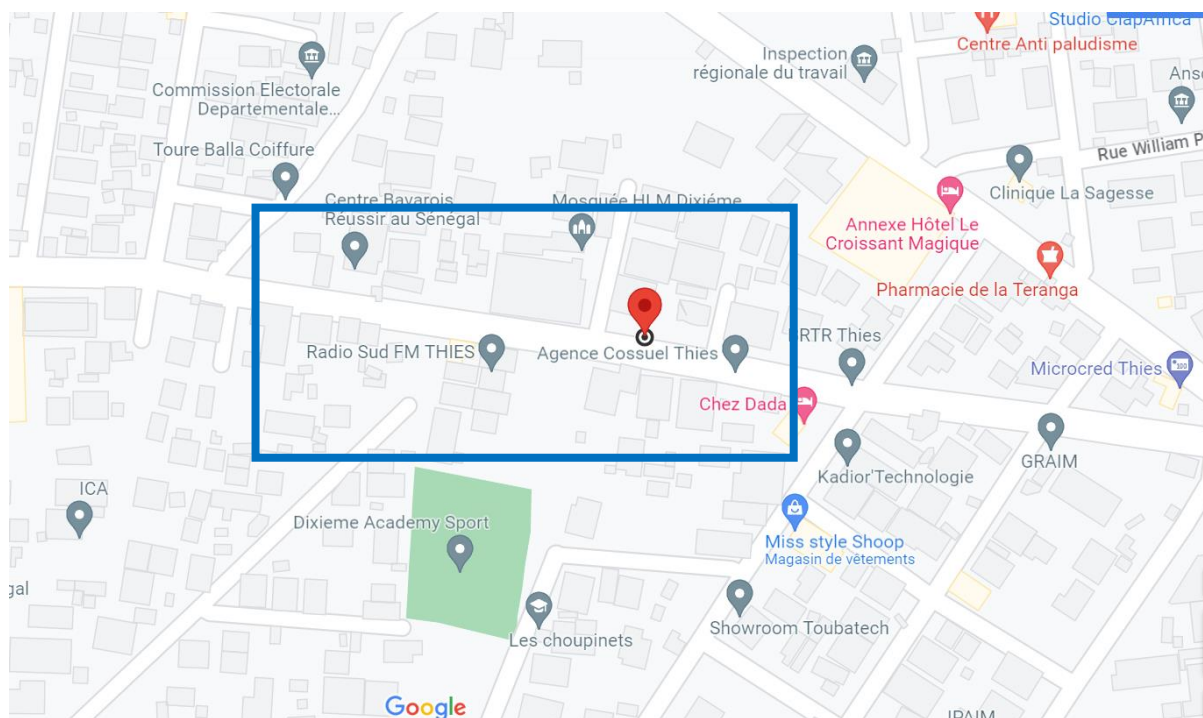 Studio ClapAfrica
Centre Anti paludisme
Inspection
régionale du travail
Commission Electorale
Departementale...
Toure Balla Coiffure
Rue William P
Clinique La Sagesse
Centre Bavarois
Réussir au Sénégal
Mosquée HLM Dixiéme
Annexe Hôtel Le
Croissant Magique
Pharmacie de la Teranga
Radio Sud FM THIES
Agence Cossuel Thies
RTR Thies
Microcred Thies
Chez Dada
GRAIM
Kadior'Technologie
ICA
Dixieme Academy Sport
Miss style Shoop
Magasin de vêtements
gal
Les choupinets
Showroom Toubatech
Google